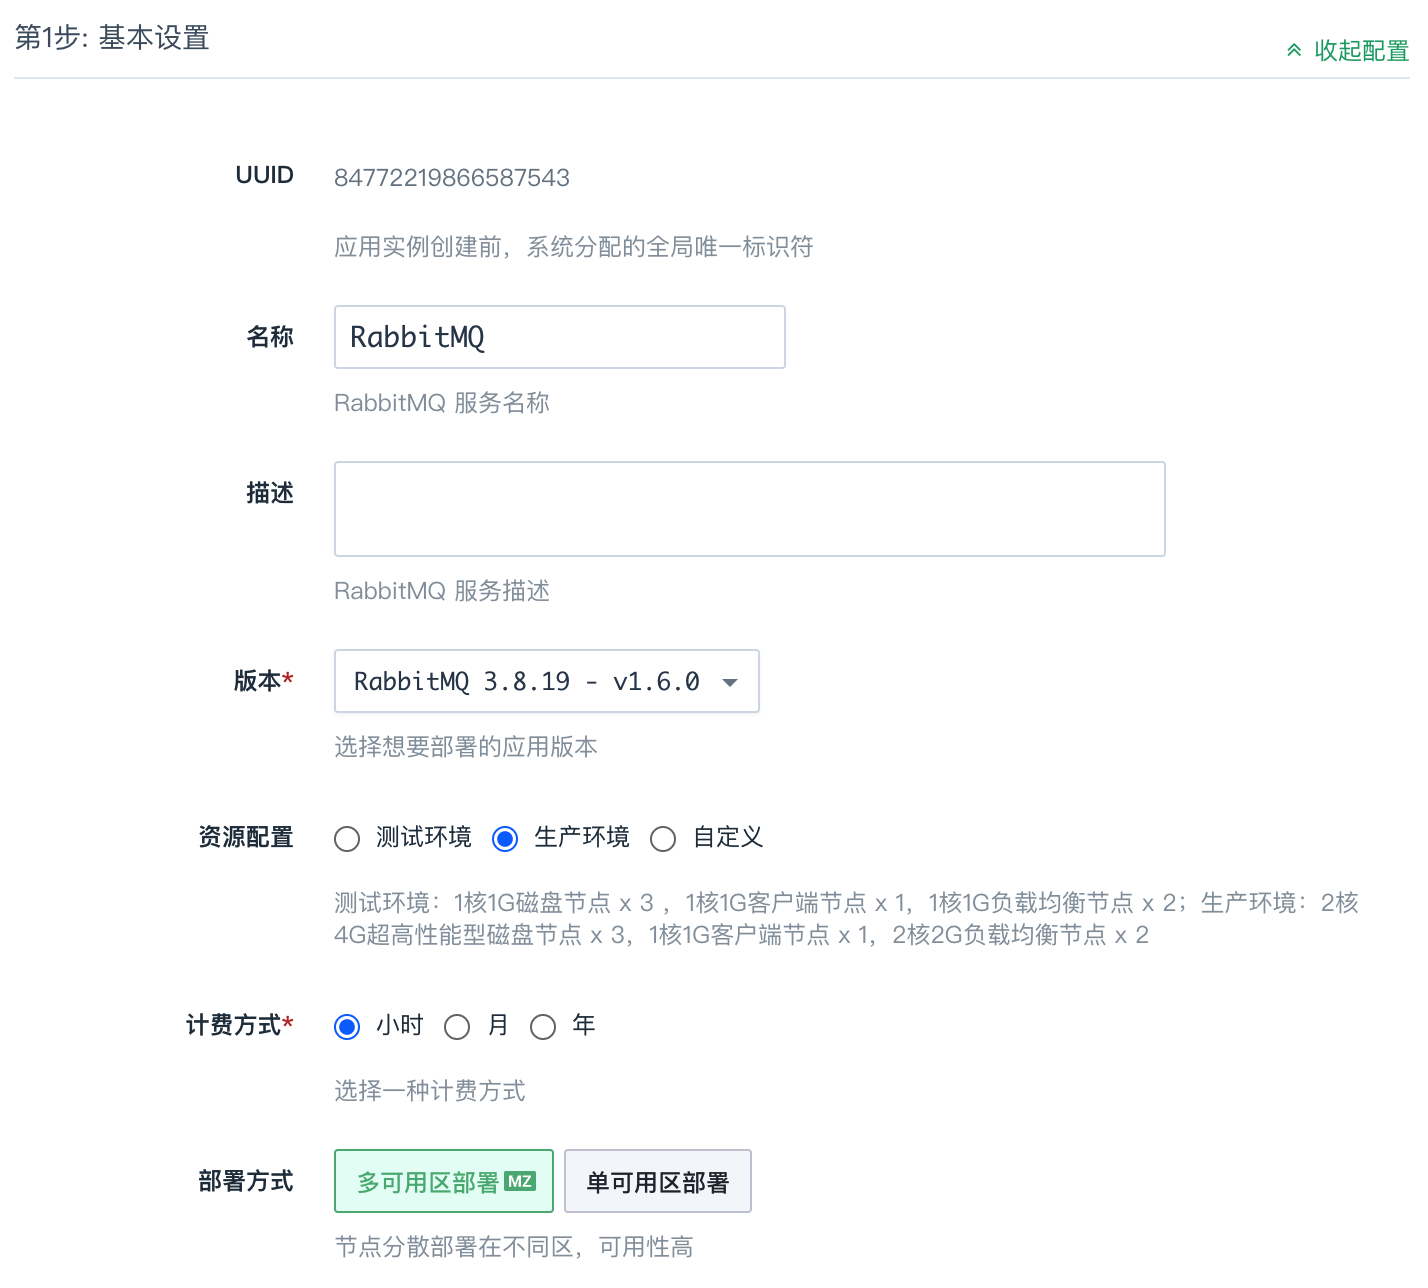 第1步: 基本设置
收起配置
UUID
84772219866587543
应用实例创建前，系统分配的全局唯一标识符
名称
RabbitMQ
RabbitMQ 服务名称
描述
RabbitMQ 服务描述
版本*
RabbitMQ 3.8.19 - v1.6.0
选择想要部署的应用版本
资源配置
测试环境 生产环境 自定义
测试环境：1核1G磁盘节点 x 3 ，1核1G客户端节点 x 1，1核1G负载均衡节点 x 2；生产环境：2核
4G超高性能型磁盘节点 x 3，1核1G客户端节点 x 1，2核2G负载均衡节点 x 2
计费方式*
小时 月 年
选择一种计费方式
部署方式
多可用区部署 MZ 单可用区部署
节点分散部署在不同区，可用性高